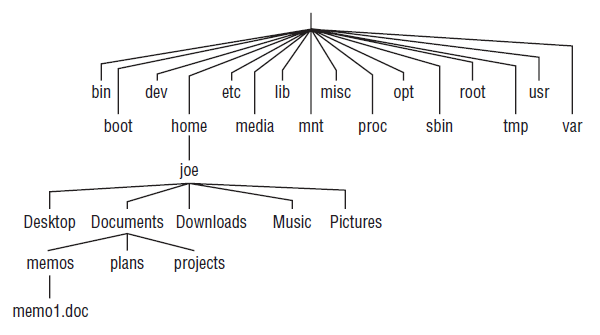 bin dev etc lib misc opt root usr
boot home media mnt proc sbin tmp var
joe
Desktop Documents Downloads Music Pictures
memos plans projects
memo1.doc